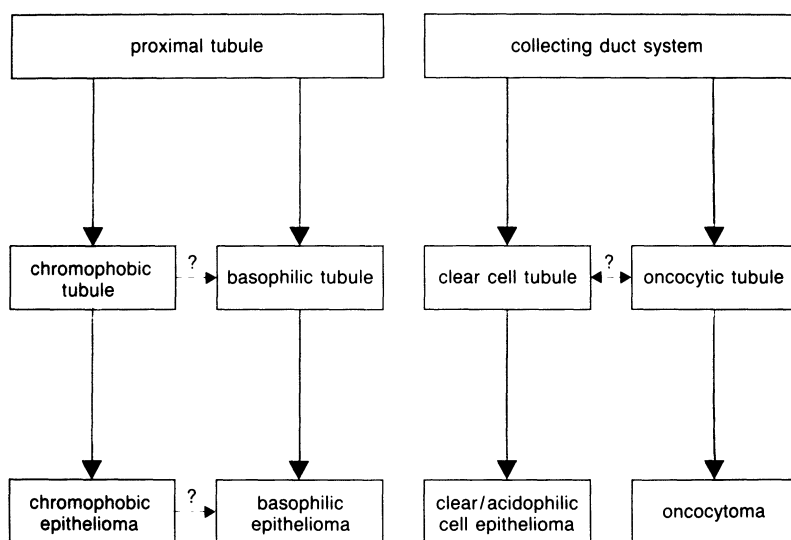 proximal tubule
collecting duct system
chromophobic
tubule
?
basophilic tubule
clear cell tubule
?
oncocytic tubule
chromophobic
epithelioma
?
basophilic
epithelioma
clear/acidophilic
cell epithelioma
oncocytoma